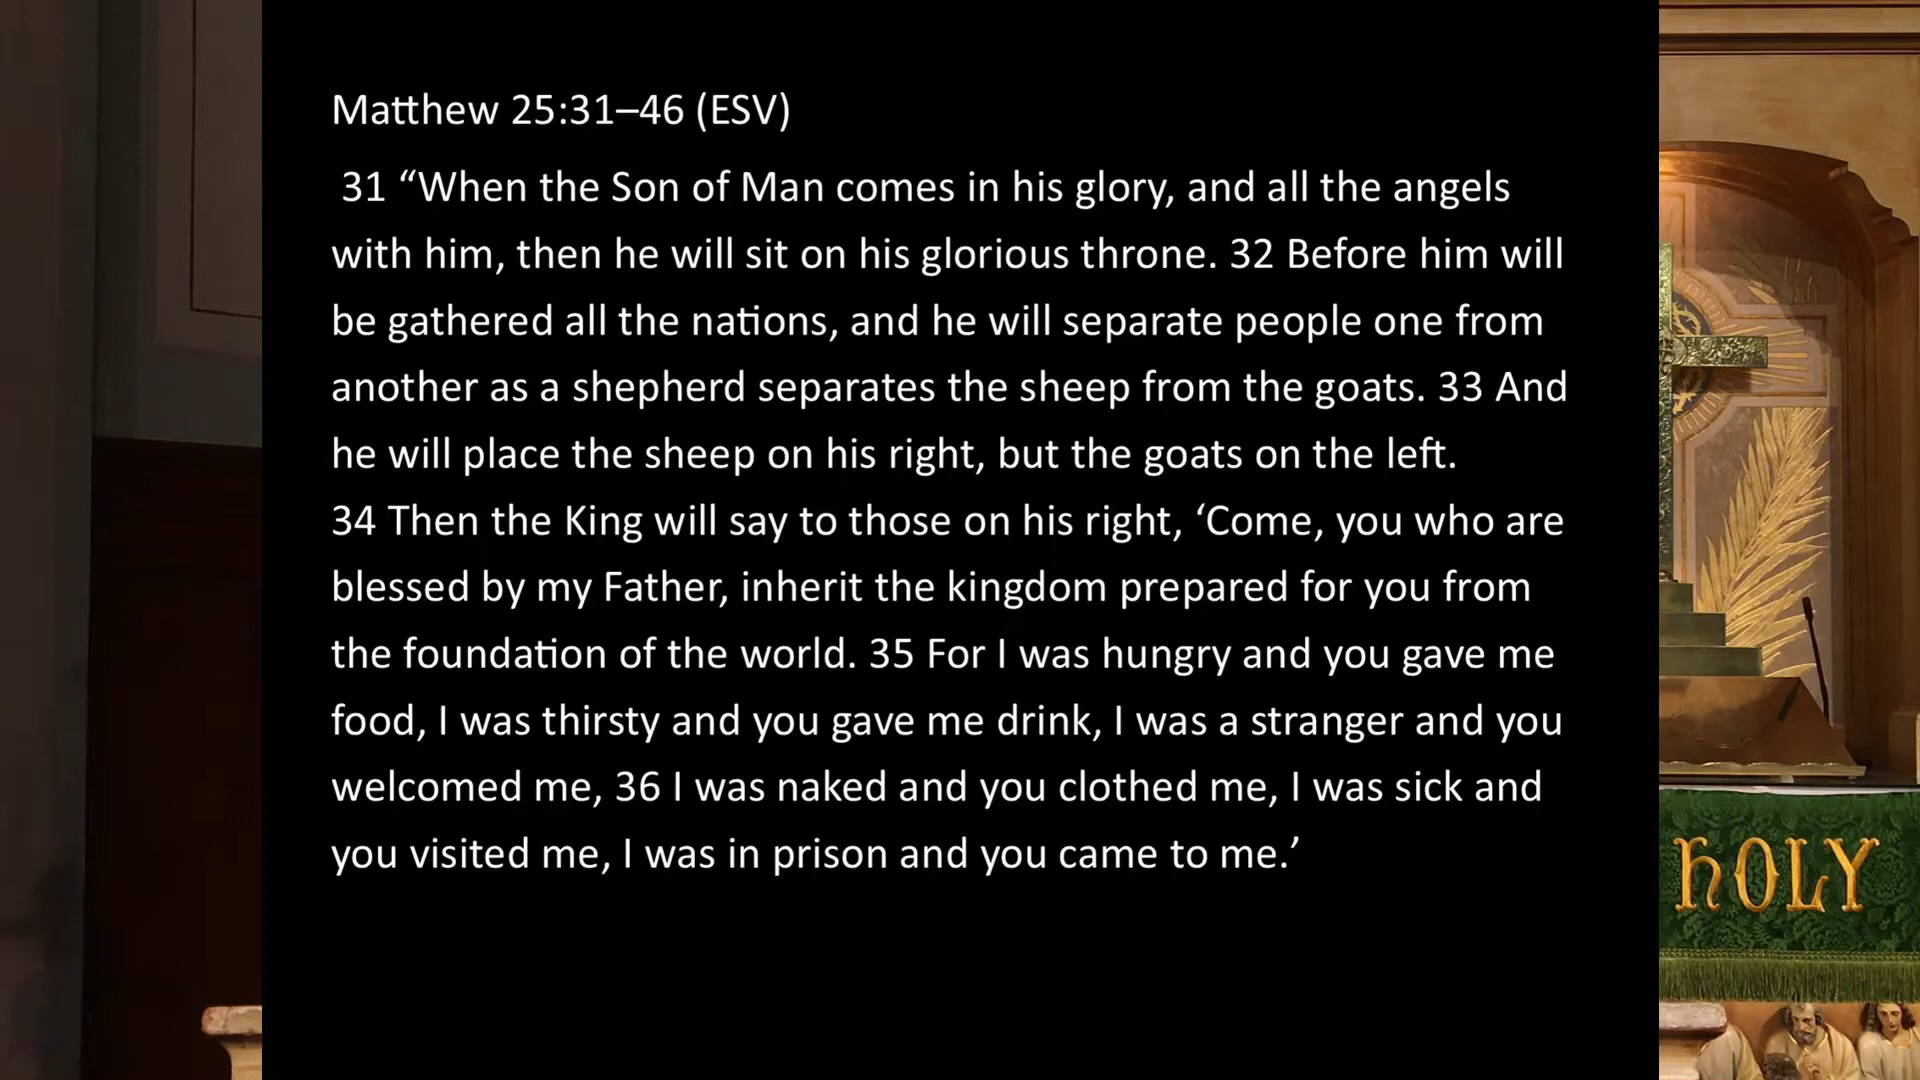 Matthew 25:31–46 (ESV)
31 “When the Son of Man comes in his glory, and all the angels
with him, then he will sit on his glorious throne. 32 Before him will
be gathered all the nations, and he will separate people one from
another as a shepherd separates the sheep from the goats. 33 And
he will place the sheep on his right, but the goats on the left.
34 Then the King will say to those on his right, ‘Come, you who are
blessed by my Father, inherit the kingdom prepared for you from
the foundation of the world. 35 For I was hungry and you gave me
food, I was thirsty and you gave me drink, I was a stranger and you
welcomed me, 36 I was naked and you clothed me, I was sick and
you visited me, I was in prison and you came to me.’
HOLY